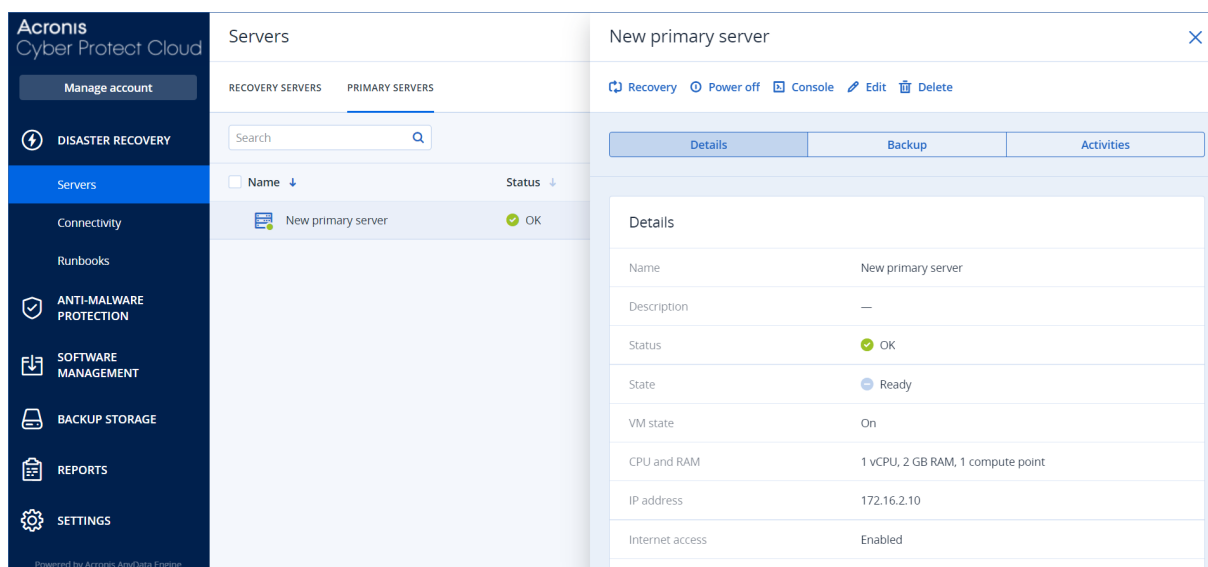 Acronis
Cyber Protect Cloud
Manage account
DISASTER RECOVERY
Servers
Connectivity
Runbooks
ANTI-MALWARE
PROTECTION
SOFTWARE
MANAGEMENT
BACKUP STORAGE
REPORTS
SETTINGS
Powered by Acronis AnyData Engine
Servers
RECOVERY SERVERS PRIMARY SERVERS
Search
Name Status
New primary server OK
New primary server
Recovery Power off Console Edit Delete
Details Backup Activities
Details
Name New primary server
Description —
Status OK
State Ready
VM state On
CPU and RAM 1 vCPU, 2 GB RAM, 1 compute point
IP address 172.16.2.10
Internet access Enabled